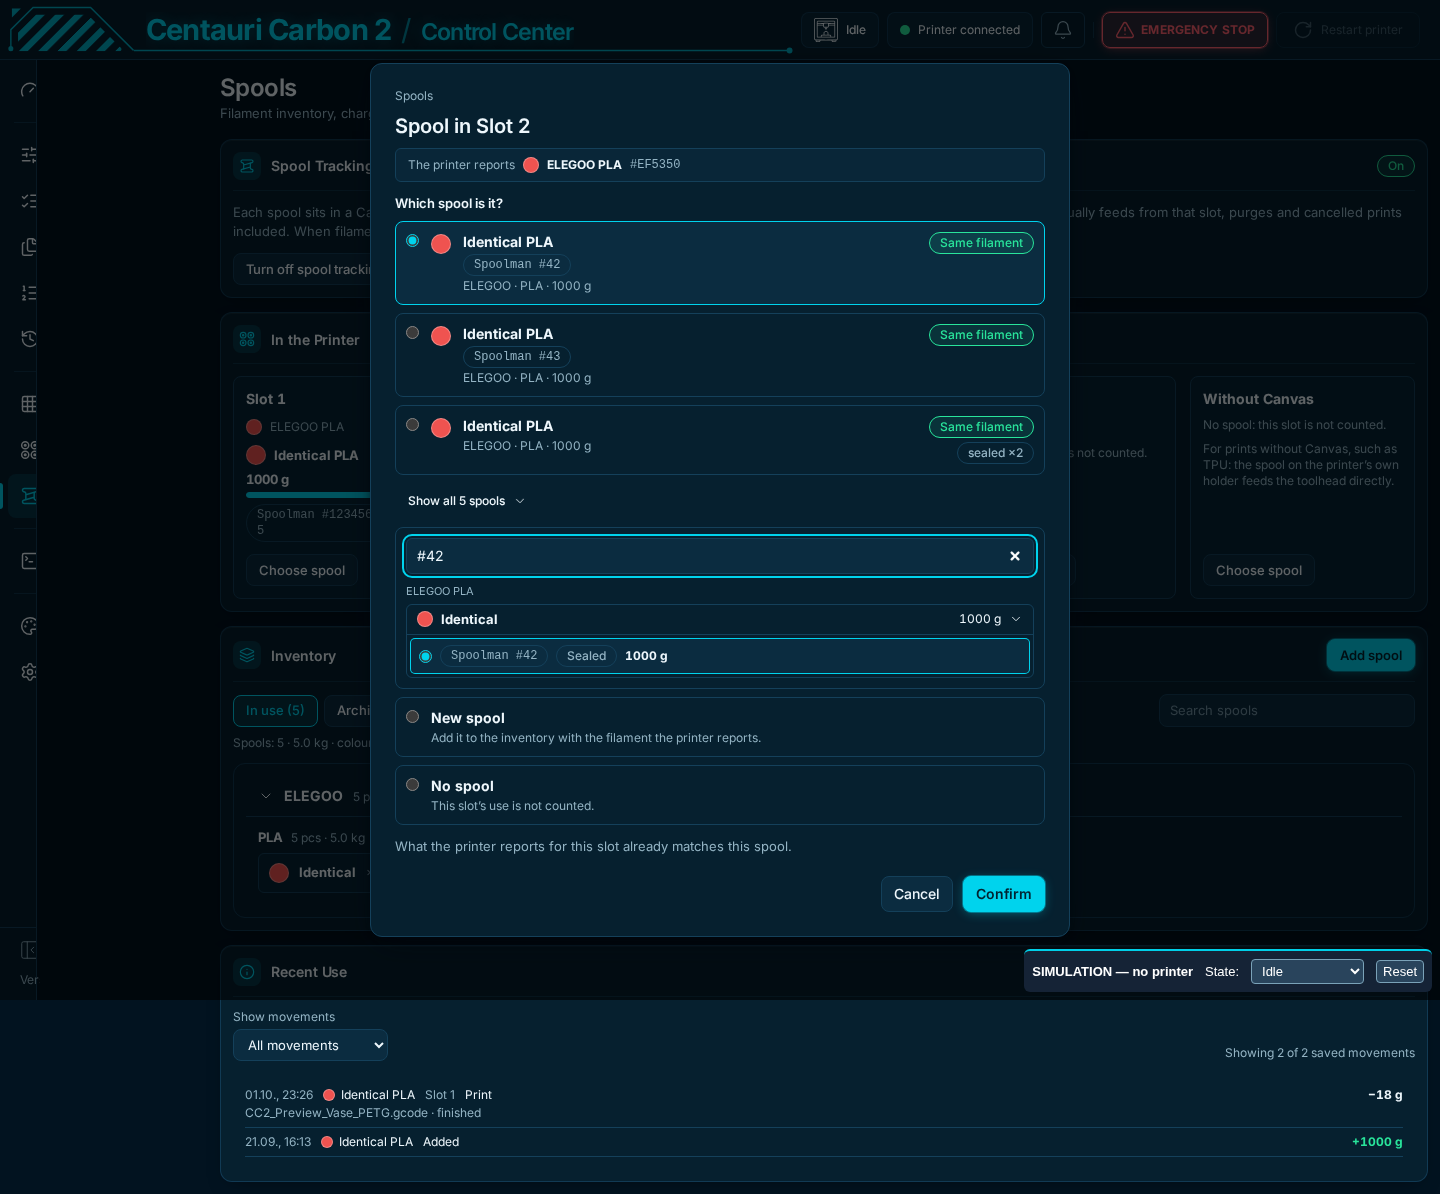 Centauri Carbon 2 / Control Center
Idle
Printer connected
EMERGENCY STOP
Restart printer
Spools
Filament inventory, charg
Spool Tracking
On
Each spool sits in a Ca
ually feeds from that slot, purges and cancelled prints
included. When filame
Turn off spool trackin
In the Printer
Slot 1
ELEGOO PLA
Identical PLA
1000 g
Spoolman #123456
5
Choose spool
s not counted.
Without Canvas
No spool: this slot is not counted.
For prints without Canvas, such as
TPU: the spool on the printer's own
holder feeds the toolhead directly.
Choose spool
Inventory
Add spool
In use (5)
Archi
Search spools
Spools: 5 · 5.0 kg · colour
ELEGOO
5 p
PLA
5 pcs · 5.0 kg
Identical
Ver
Spools
Spool in Slot 2
The printer reports
ELEGOO PLA
#EF5350
Which spool is it?
Identical PLA
Same filament
Spoolman #42
ELEGOO · PLA · 1000 g
Identical PLA
Same filament
Spoolman #43
ELEGOO · PLA · 1000 g
Identical PLA
Same filament
ELEGOO · PLA · 1000 g
sealed ×2
Show all 5 spools
#42
ELEGOO PLA
Identical
1000 g
Spoolman #42
Sealed
1000 g
New spool
Add it to the inventory with the filament the printer reports.
No spool
This slot's use is not counted.
What the printer reports for this slot already matches this spool.
Cancel
Confirm
Recent Use
SIMULATION — no printer
State:
Idle
Reset
Show movements
All movements
Showing 2 of 2 saved movements
01.10., 23:26 Identical PLA Slot 1 Print −18 g
CC2_Preview_Vase_PETG.gcode · finished
21.09., 16:13 Identical PLA Added +1000 g